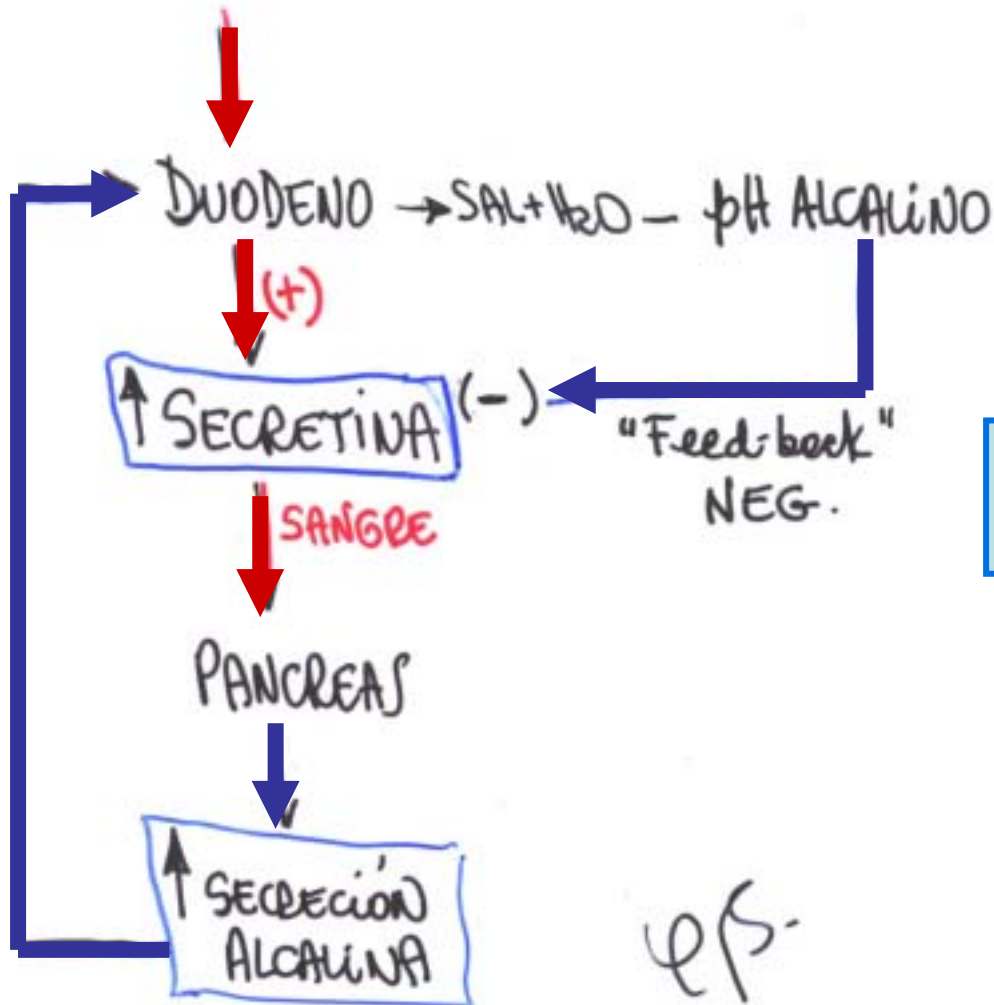 DUODENO → SAL + H2O — pH ALCALINO
(+)
↑ SECRETINA (-)
"Feed-back"
NEG.
SANGRE
PANCREAS
↑ SECRECIÓN
ALCALINA